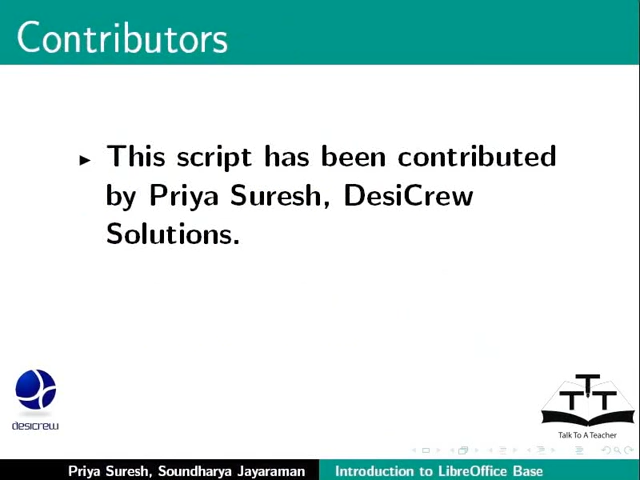 Contributors
This script has been contributed
by Priya Suresh, DesiCrew
Solutions.
desicrew
T T T
Talk To A Teacher
Priya Suresh, Soundharya Jayaraman
Introduction to LibreOffice Base